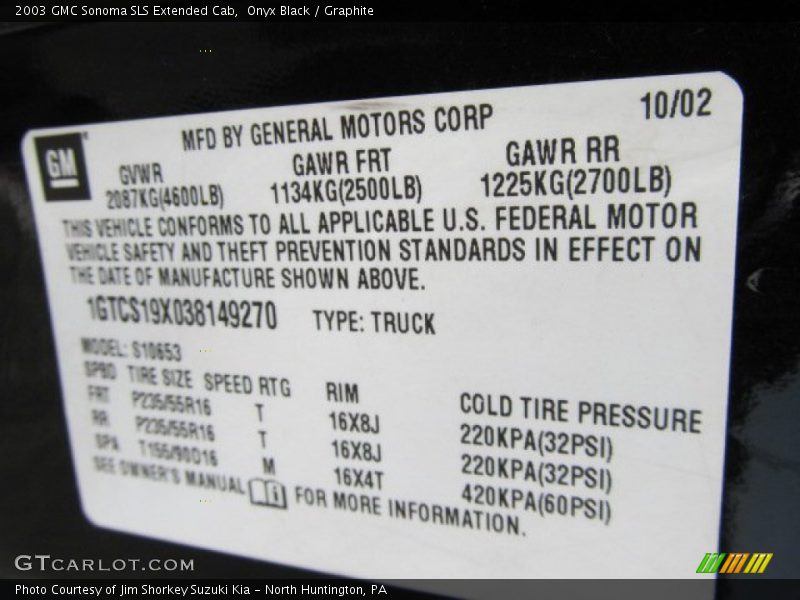 2003 GMC Sonoma SLS Extended Cab,  Onyx Black / Graphite
10/02
MFD BY GENERAL MOTORS CORP
GM
GVWR GAWR FRT GAWR RR
2087KG(4600LB) 1134KG(2500LB) 1225KG(2700LB)
THIS VEHICLE CONFORMS TO ALL APPLICABLE U.S. FEDERAL MOTOR
VEHICLE SAFETY AND THEFT PREVENTION STANDARDS IN EFFECT ON
THE DATE OF MANUFACTURE SHOWN ABOVE.
1GTCS19X038149270 TYPE: TRUCK
MODEL: S10653
SPBD TIRE SIZE SPEED RTG RIM COLD TIRE PRESSURE
FRT P235/55R16 T 16X8J 220KPA(32PSI)
RR P235/55R16 T 16X8J 220KPA(32PSI)
SPA T155/90D16 M 16X4T 420KPA(60PSI)
SEE OWNER'S MANUAL FOR MORE INFORMATION.
GTCARLOT.COM
Photo Courtesy of Jim Shorkey Suzuki Kia – North Huntington, PA